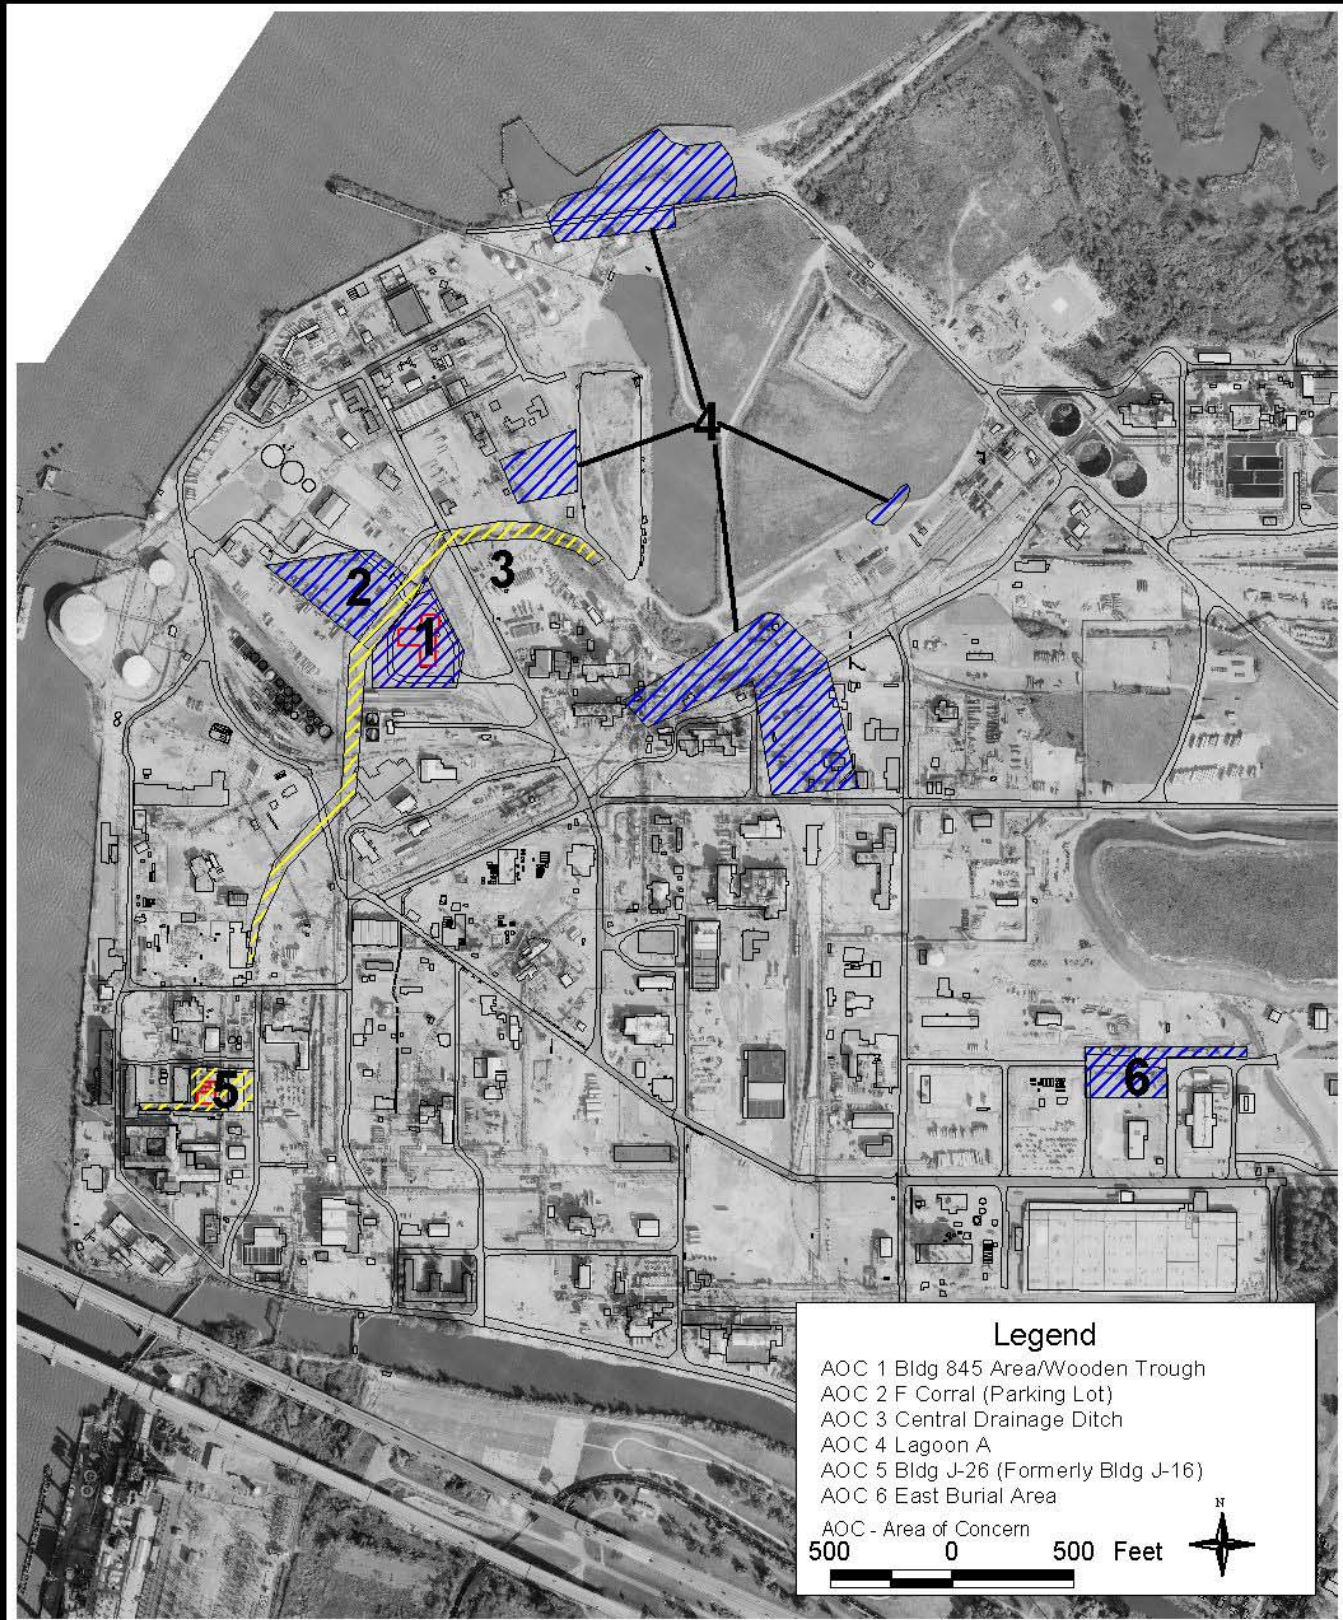 4
2
3
1
5
6
Legend
AOC 1 Bldg 845 Area/Wooden Trough
AOC 2 F Corral (Parking Lot)
AOC 3 Central Drainage Ditch
AOC 4 Lagoon A
AOC 5 Bldg J-26 (Formerly Bldg J-16)
AOC 6 East Burial Area
AOC - Area of Concern
N
500 0 500 Feet